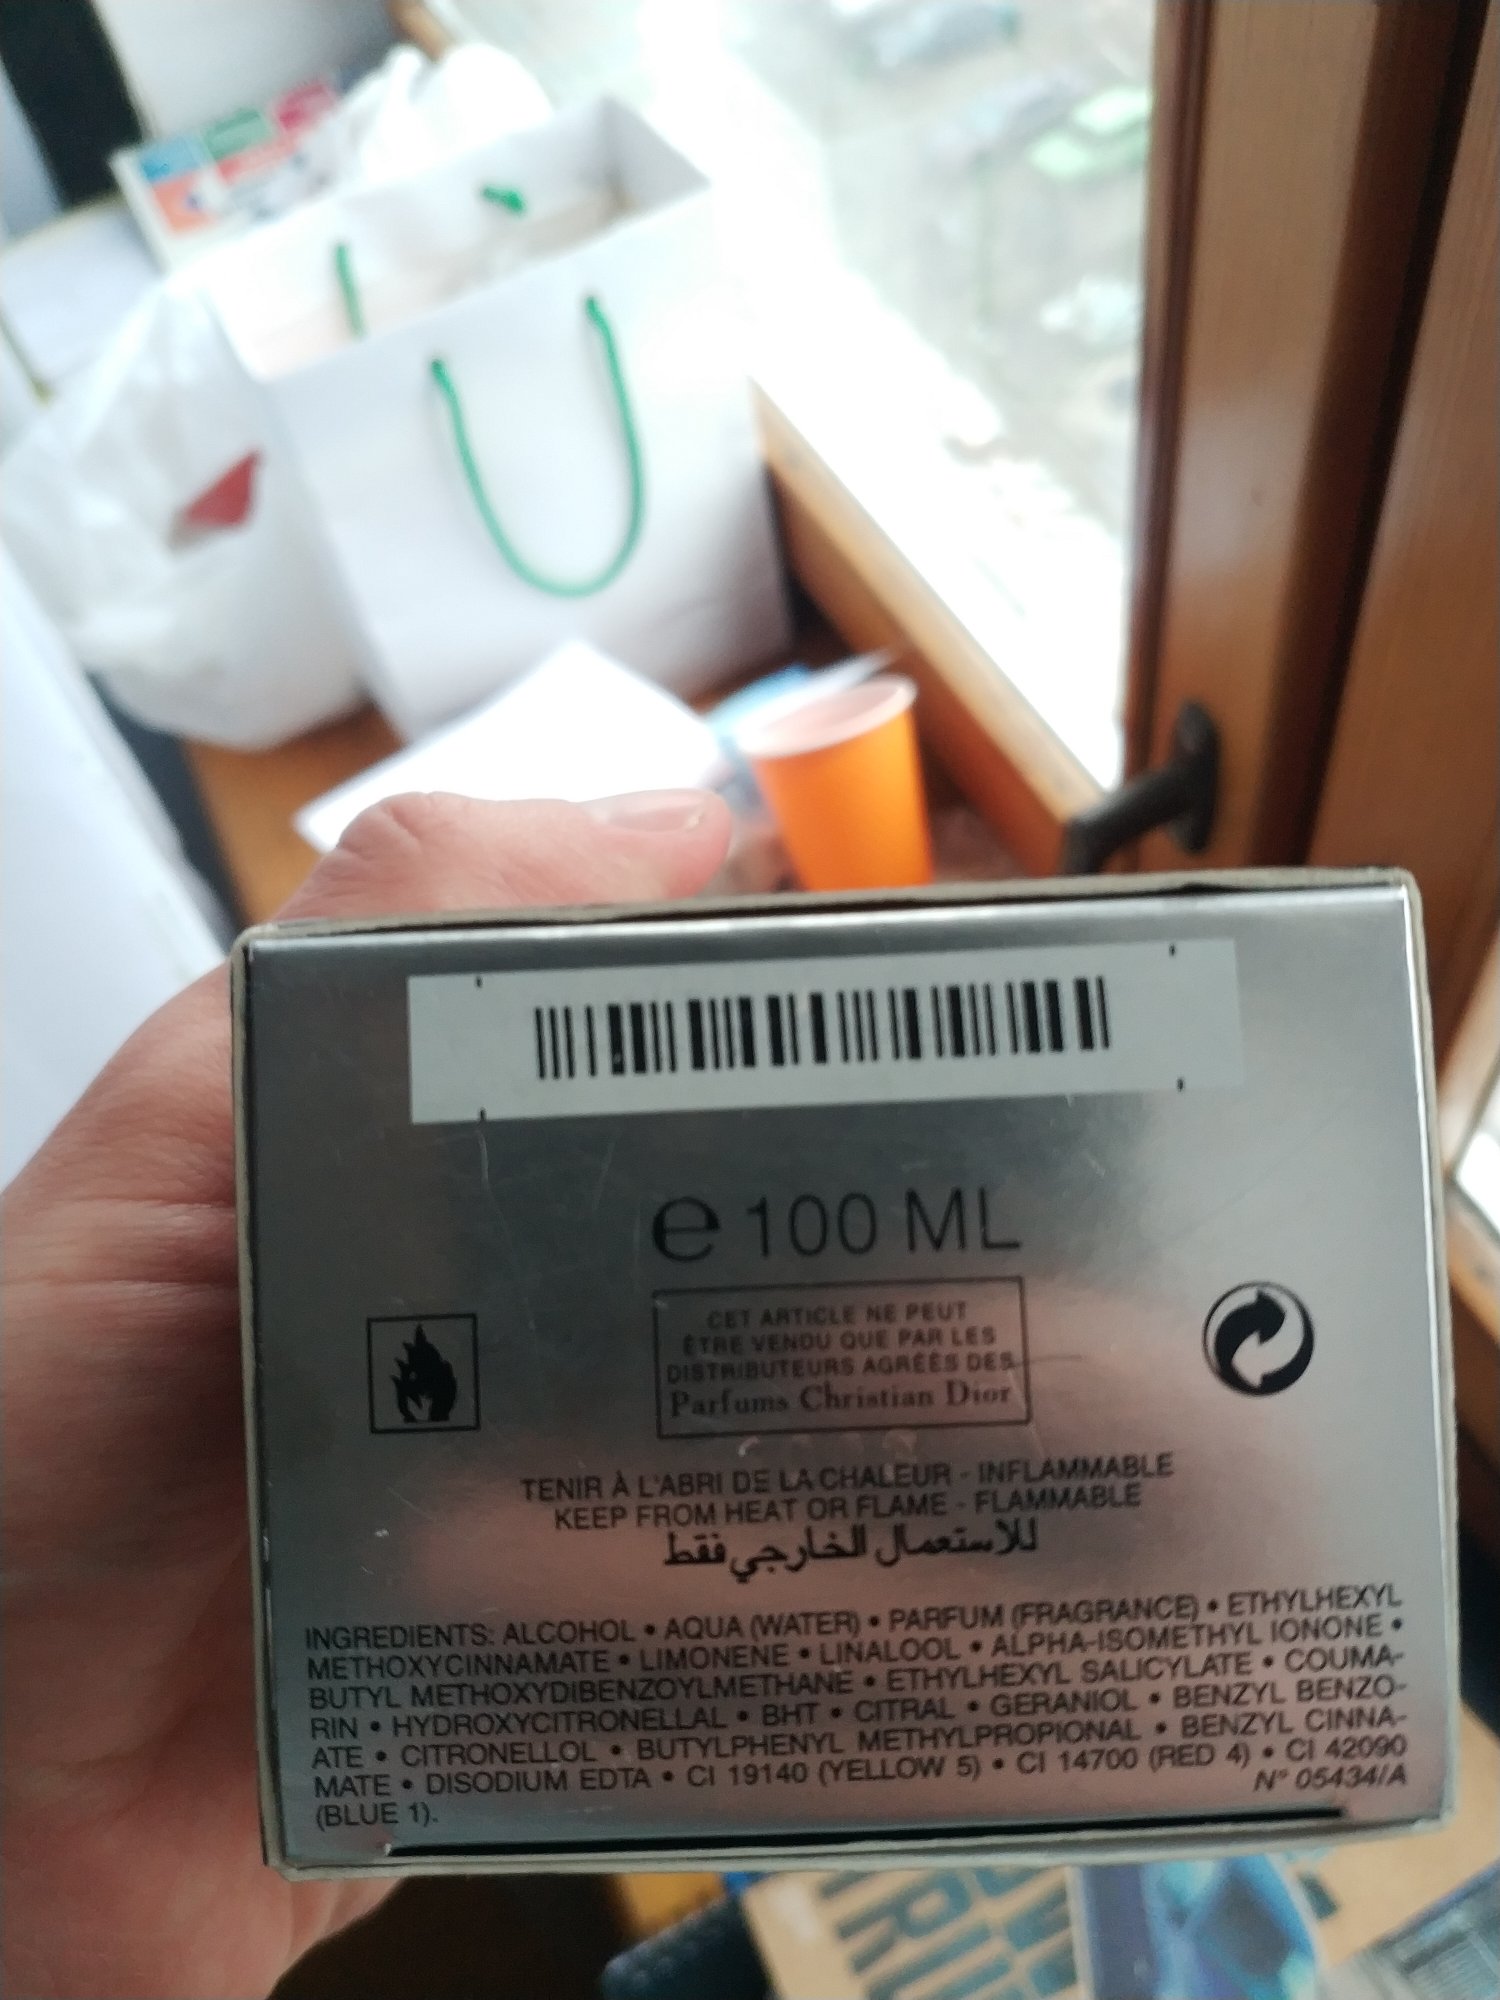 e 100 ML
CET ARTICLE NE PEUT
ÊTRE VENDU QUE PAR LES
DISTRIBUTEURS AGRÉÉS DES
Parfums Christian Dior
TENIR À L'ABRI DE LA CHALEUR - INFLAMMABLE
KEEP FROM HEAT OR FLAME - FLAMMABLE
للاستعمال الخارجي فقط
INGREDIENTS: ALCOHOL • AQUA (WATER) • PARFUM (FRAGRANCE) • ETHYLHEXYL
METHOXYCINNAMATE • LIMONENE • LINALOOL • ALPHA-ISOMETHYL IONONE •
BUTYL METHOXYDIBENZOYLMETHANE • ETHYLHEXYL SALICYLATE • COUMA-
RIN • HYDROXYCITRONELLAL • BHT • CITRAL • GERANIOL • BENZYL BENZO-
ATE • CITRONELLOL • BUTYLPHENYL METHYLPROPIONAL • BENZYL CINNA-
MATE • DISODIUM EDTA • CI 19140 (YELLOW 5) • CI 14700 (RED 4) • CI 42090
(BLUE 1). N° 05434/A